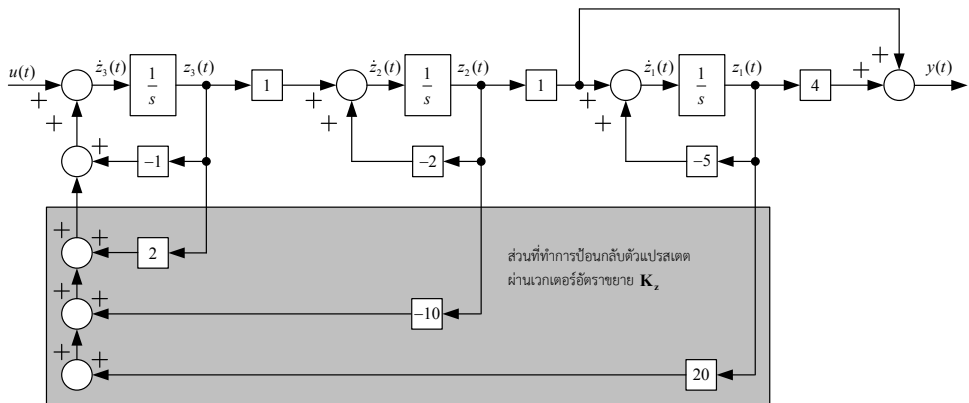 u(t) ż₃(t) 1/s z₃(t) 1 ż₂(t) 1/s z₂(t) 1 ż₁(t) 1/s z₁(t) 4 y(t)
+ + + + + + + +
+ −1 −2 −5
+ + 2
ส่วนที่ทำการป้อนกลับตัวแปรสเตต
ผ่านเวกเตอร์อัตราขยาย K_z
+ + −10
+ + 20